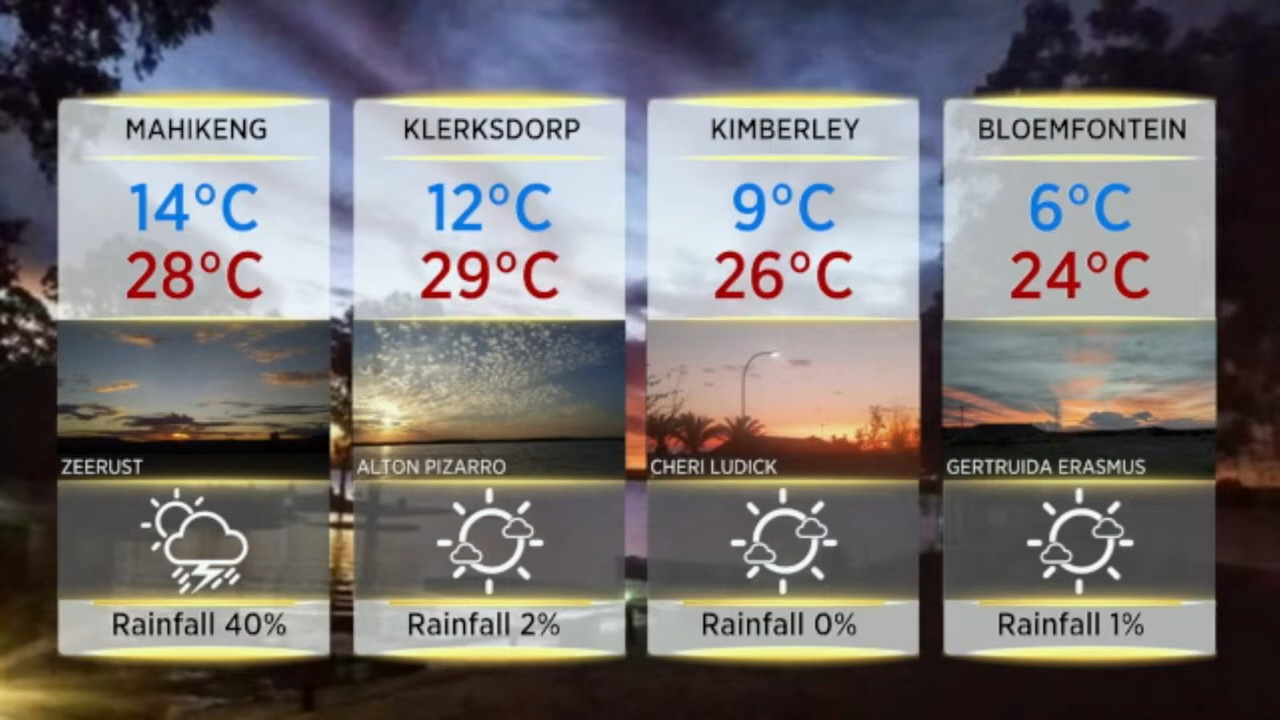 MAHIKENG
14°C
28°C
ZEERUST
Rainfall 40%
KLERKSDORP
12°C
29°C
ALTON PIZARRO
Rainfall 2%
KIMBERLEY
9°C
26°C
CHERI LUDICK
Rainfall 0%
BLOEMFONTEIN
6°C
24°C
GERTRUIDA ERASMUS
Rainfall 1%